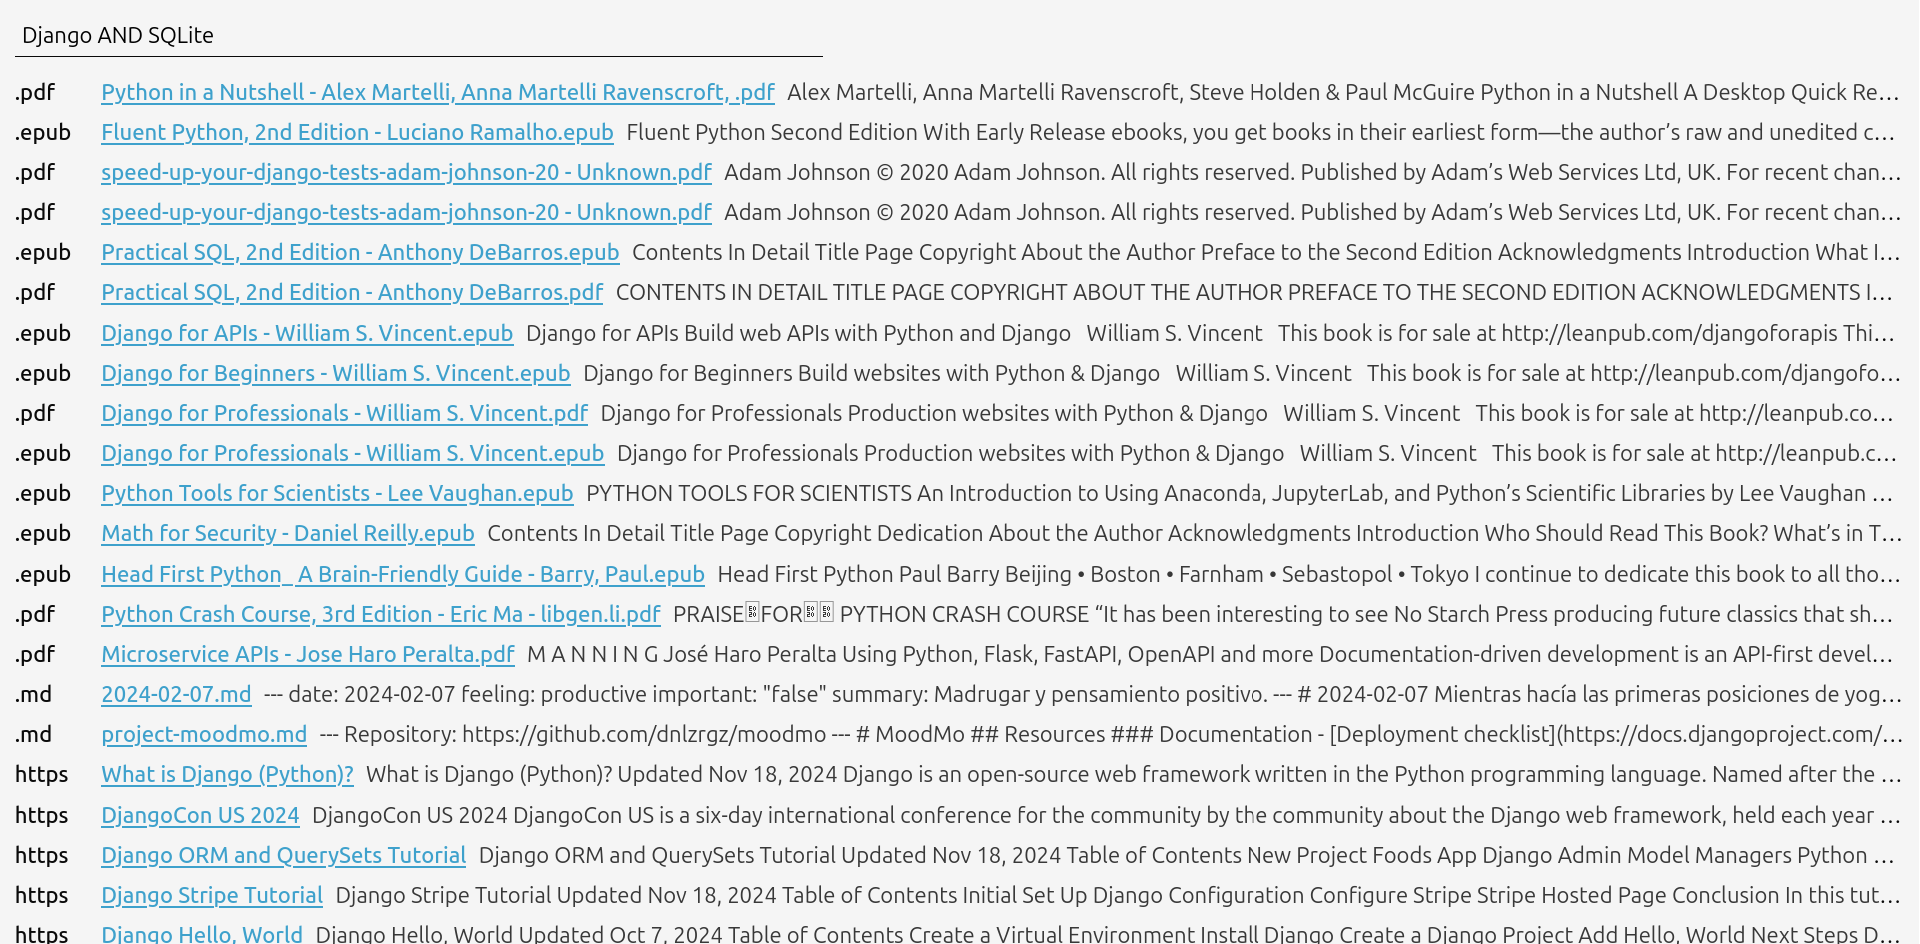 Django AND SQLite
.pdf Python in a Nutshell - Alex Martelli, Anna Martelli Ravenscroft, .pdf Alex Martelli, Anna Martelli Ravenscroft, Steve Holden & Paul McGuire Python in a Nutshell A Desktop Quick Re…
.epub Fluent Python, 2nd Edition - Luciano Ramalho.epub Fluent Python Second Edition With Early Release ebooks, you get books in their earliest form—the author’s raw and unedited c…
.pdf speed-up-your-django-tests-adam-johnson-20 - Unknown.pdf Adam Johnson © 2020 Adam Johnson. All rights reserved. Published by Adam’s Web Services Ltd, UK. For recent chan…
.pdf speed-up-your-django-tests-adam-johnson-20 - Unknown.pdf Adam Johnson © 2020 Adam Johnson. All rights reserved. Published by Adam’s Web Services Ltd, UK. For recent chan…
.epub Practical SQL, 2nd Edition - Anthony DeBarros.epub Contents In Detail Title Page Copyright About the Author Preface to the Second Edition Acknowledgments Introduction What I…
.pdf Practical SQL, 2nd Edition - Anthony DeBarros.pdf CONTENTS IN DETAIL TITLE PAGE COPYRIGHT ABOUT THE AUTHOR PREFACE TO THE SECOND EDITION ACKNOWLEDGMENTS I…
.epub Django for APIs - William S. Vincent.epub Django for APIs Build web APIs with Python and Django William S. Vincent This book is for sale at http://leanpub.com/djangoforapis Thi…
.epub Django for Beginners - William S. Vincent.epub Django for Beginners Build websites with Python & Django William S. Vincent This book is for sale at http://leanpub.com/djangofo…
.pdf Django for Professionals - William S. Vincent.pdf Django for Professionals Production websites with Python & Django William S. Vincent This book is for sale at http://leanpub.co…
.epub Django for Professionals - William S. Vincent.epub Django for Professionals Production websites with Python & Django William S. Vincent This book is for sale at http://leanpub.c…
.epub Python Tools for Scientists - Lee Vaughan.epub PYTHON TOOLS FOR SCIENTISTS An Introduction to Using Anaconda, JupyterLab, and Python’s Scientific Libraries by Lee Vaughan …
.epub Math for Security - Daniel Reilly.epub Contents In Detail Title Page Copyright Dedication About the Author Acknowledgments Introduction Who Should Read This Book? What’s in T…
.epub Head First Python_ A Brain-Friendly Guide - Barry, Paul.epub Head First Python Paul Barry Beijing • Boston • Farnham • Sebastopol • Tokyo I continue to dedicate this book to all tho…
.pdf Python Crash Course, 3rd Edition - Eric Ma - libgen.li.pdf PRAISE FOR PYTHON CRASH COURSE “It has been interesting to see No Starch Press producing future classics that sh…
.pdf Microservice APIs - Jose Haro Peralta.pdf M A N N I N G José Haro Peralta Using Python, Flask, FastAPI, OpenAPI and more Documentation-driven development is an API-first devel…
.md 2024-02-07.md --- date: 2024-02-07 feeling: productive important: "false" summary: Madrugar y pensamiento positivo. --- # 2024-02-07 Mientras hacía las primeras posiciones de yog…
.md project-moodmo.md --- Repository: https://github.com/dnlzrgz/moodmo --- # MoodMo ## Resources ### Documentation - [Deployment checklist](https://docs.djangoproject.com/…
https What is Django (Python)? What is Django (Python)? Updated Nov 18, 2024 Django is an open-source web framework written in the Python programming language. Named after the …
https DjangoCon US 2024 DjangoCon US 2024 DjangoCon US is a six-day international conference for the community by the community about the Django web framework, held each year …
https Django ORM and QuerySets Tutorial Django ORM and QuerySets Tutorial Updated Nov 18, 2024 Table of Contents New Project Foods App Django Admin Model Managers Python …
https Django Stripe Tutorial Django Stripe Tutorial Updated Nov 18, 2024 Table of Contents Initial Set Up Django Configuration Configure Stripe Stripe Hosted Page Conclusion In this tut…
https Django Hello, World Django Hello, World Updated Oct 7, 2024 Table of Contents Create a Virtual Environment Install Django Create a Django Project Add Hello, World Next Steps D…